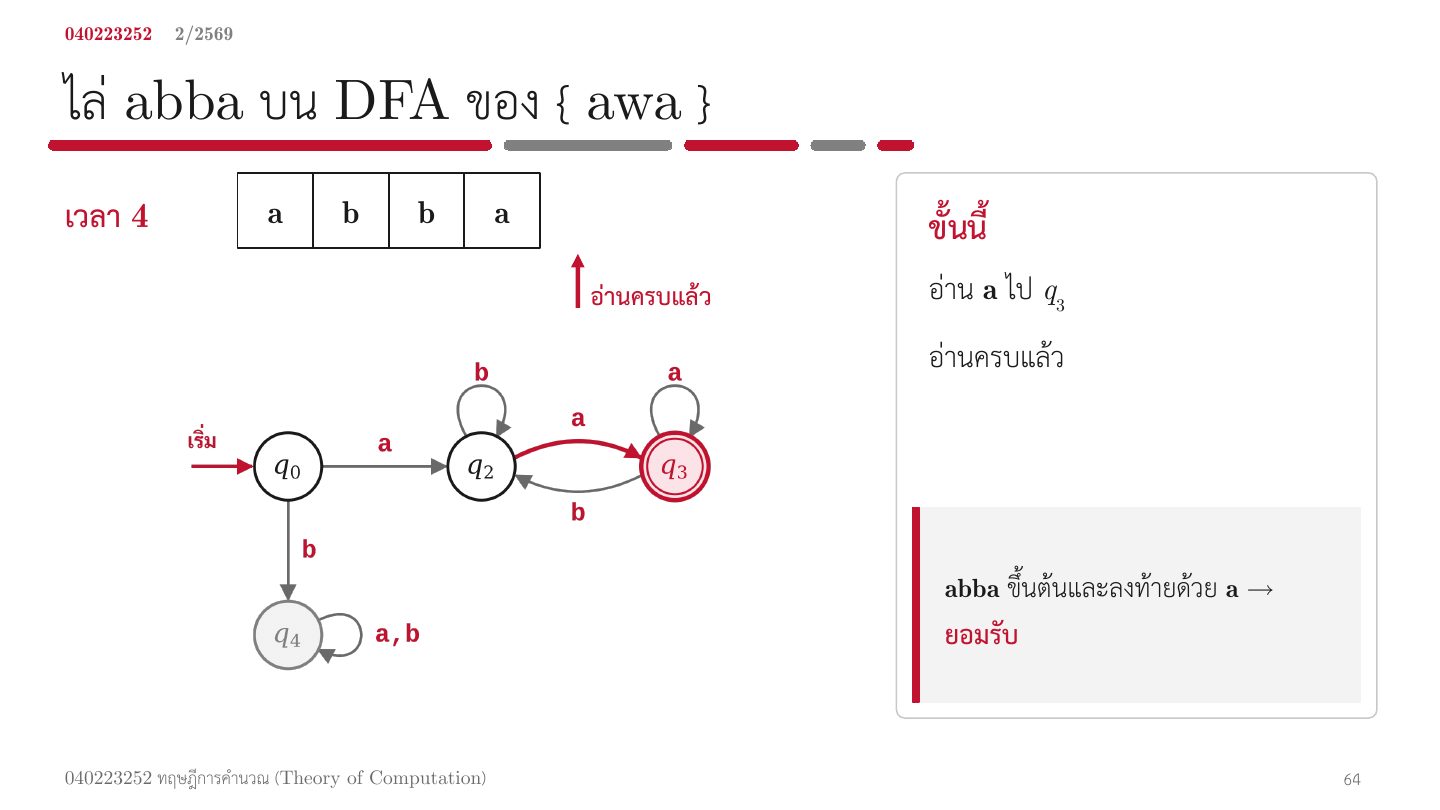 040223252 2/2569
ไล่ abba บน DFA ของ { awa }
เวลา 4
a b b a
อ่านครบแล้ว
ขั้นนี้
อ่าน a ไป q3
อ่านครบแล้ว
b
a
a
เริ่ม
a
q0
q2
q3
b
b
q4
a,b
abba ขึ้นต้นและลงท้ายด้วย a →
ยอมรับ
040223252 ทฤษฎีการคำนวณ (Theory of Computation)
64